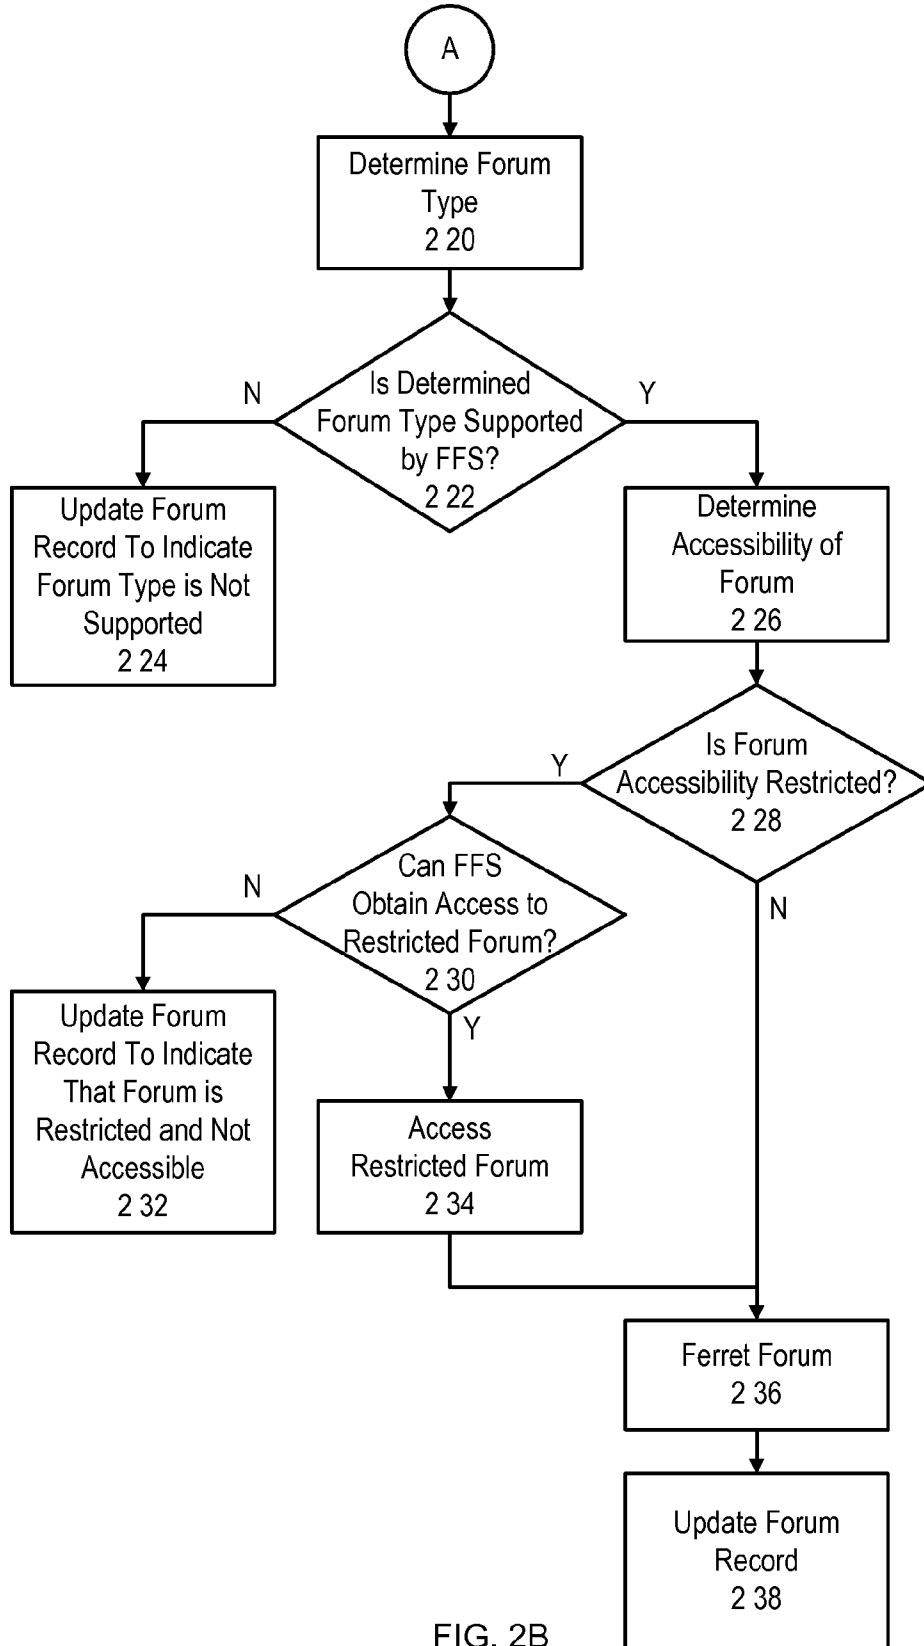 A
Determine Forum
Type
2 20
N
Y
Is Determined
Forum Type Supported
by FFS?
2 22
Update Forum
Record To Indicate
Forum Type is Not
Supported
2 24
Determine
Accessibility of
Forum
2 26
Is Forum
Accessibility Restricted?
2 28
Y
N
Can FFS
Obtain Access to
Restricted Forum?
2 30
N
Y
Update Forum
Record To Indicate
That Forum is
Restricted and Not
Accessible
2 32
Access
Restricted Forum
2 34
Ferret Forum
2 36
Update Forum
Record
2 38
FIG. 2B